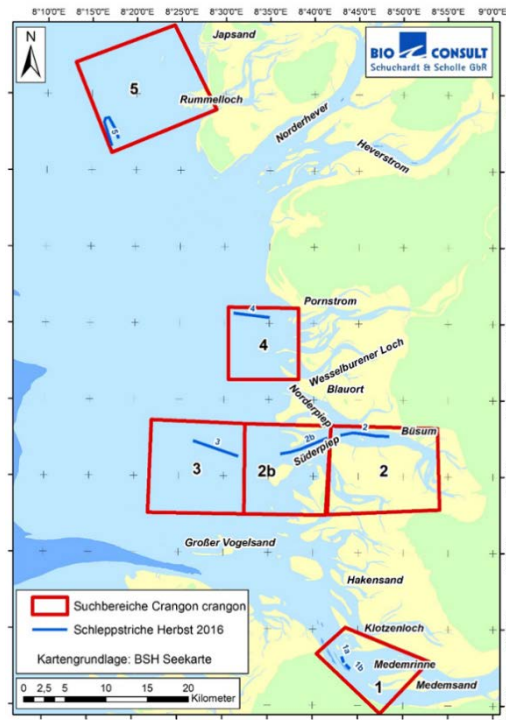 8°10'0"E 8°15'0"E 8°20'0"E 8°25'0"E 8°30'0"E 8°35'0"E 8°40'0"E 8°45'0"E 8°50'0"E 8°55'0"E 9°0'0"E
N
Japsand
BIO CONSULT
Schuchardt & Scholle GbR
5
Rummelloch
Norderhever
5
Heverstrom
Pornstrom
4
4
Wesselburener Loch
Blauort
Norderpiep
Büsum
2
3
2b
Süderpiep
3
2b
2
Großer Vogelsand
Hakensand
Suchbereiche Crangon crangon
Schleppstriche Herbst 2016
Kartengrundlage: BSH Seekarte
0 2,5 5 10 15 20
Kilometer
Klotzenloch
1a
Medemrinne
1b
1
Medemsand